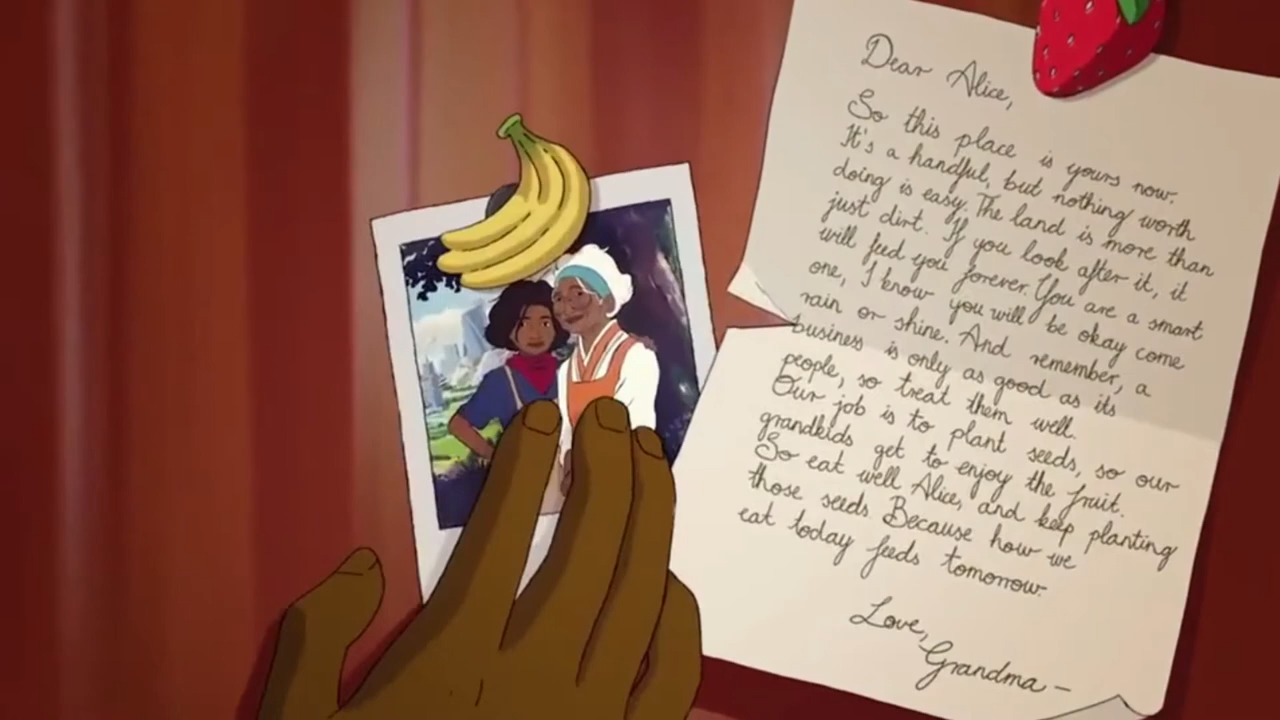 Dear Alice,
So this place is yours now.
It's a handful, but nothing worth
doing is easy. The land is more than
just dirt. If you look after it, it
will feed you forever. You are a smart
one, I know you will be okay come
rain or shine. And remember, a
business is only as good as its
people, so treat them well.
Our job is to plant seeds, so our
grandkids get to enjoy the fruit.
So eat well Alice, and keep planting
those seeds Because how we
eat today feeds tomorrow.
Love,
Grandma -